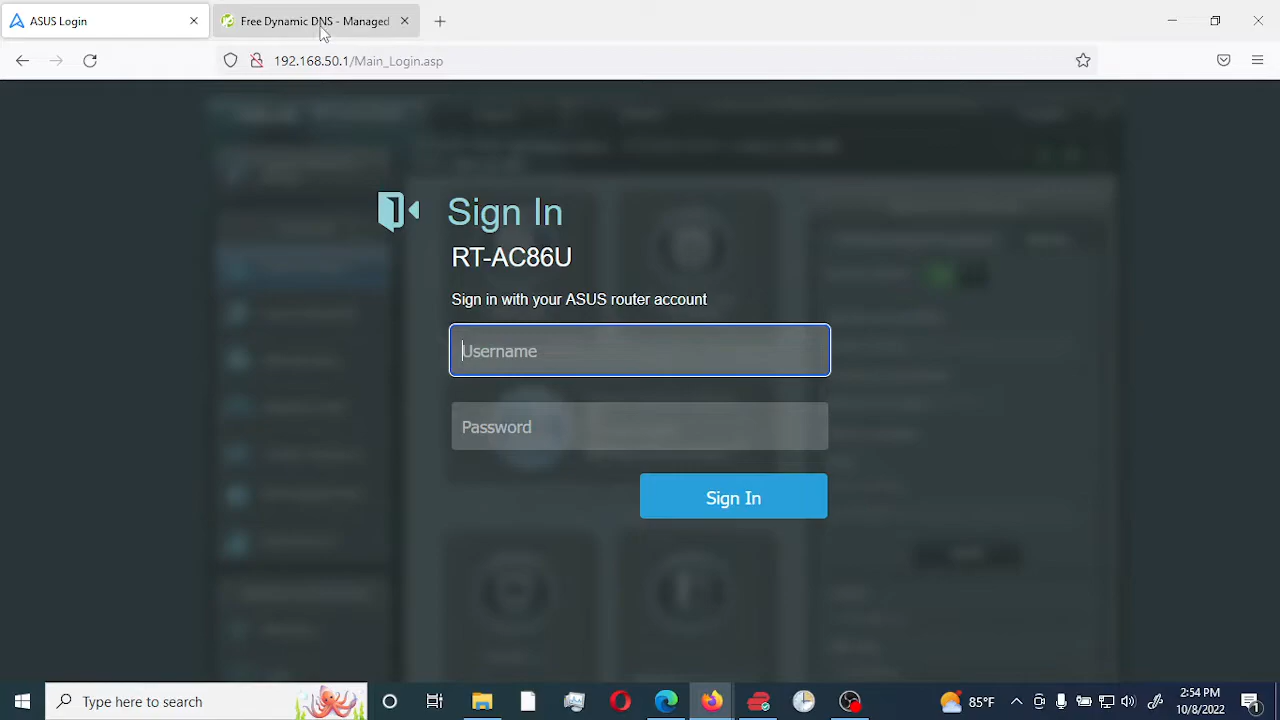 ASUS Login
Free Dynamic DNS - Managed
192.168.50.1/Main_Login.asp
Sign In
RT-AC86U
Sign in with your ASUS router account
Username
Password
Sign In
Type here to search
85°F
2:54 PM
10/8/2022
1